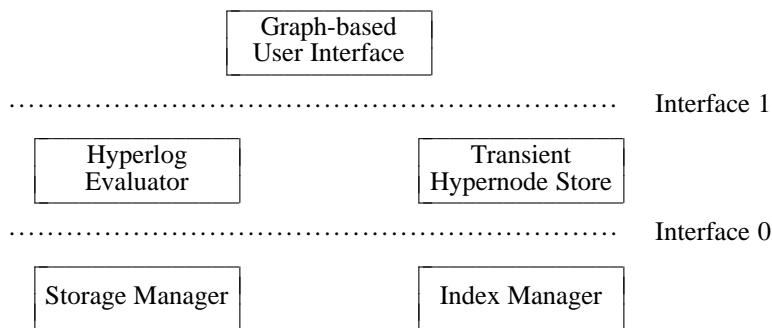 Graph-based
User Interface
Interface 1
Hyperlog
Evaluator
Transient
Hypernode Store
Interface 0
Storage Manager
Index Manager